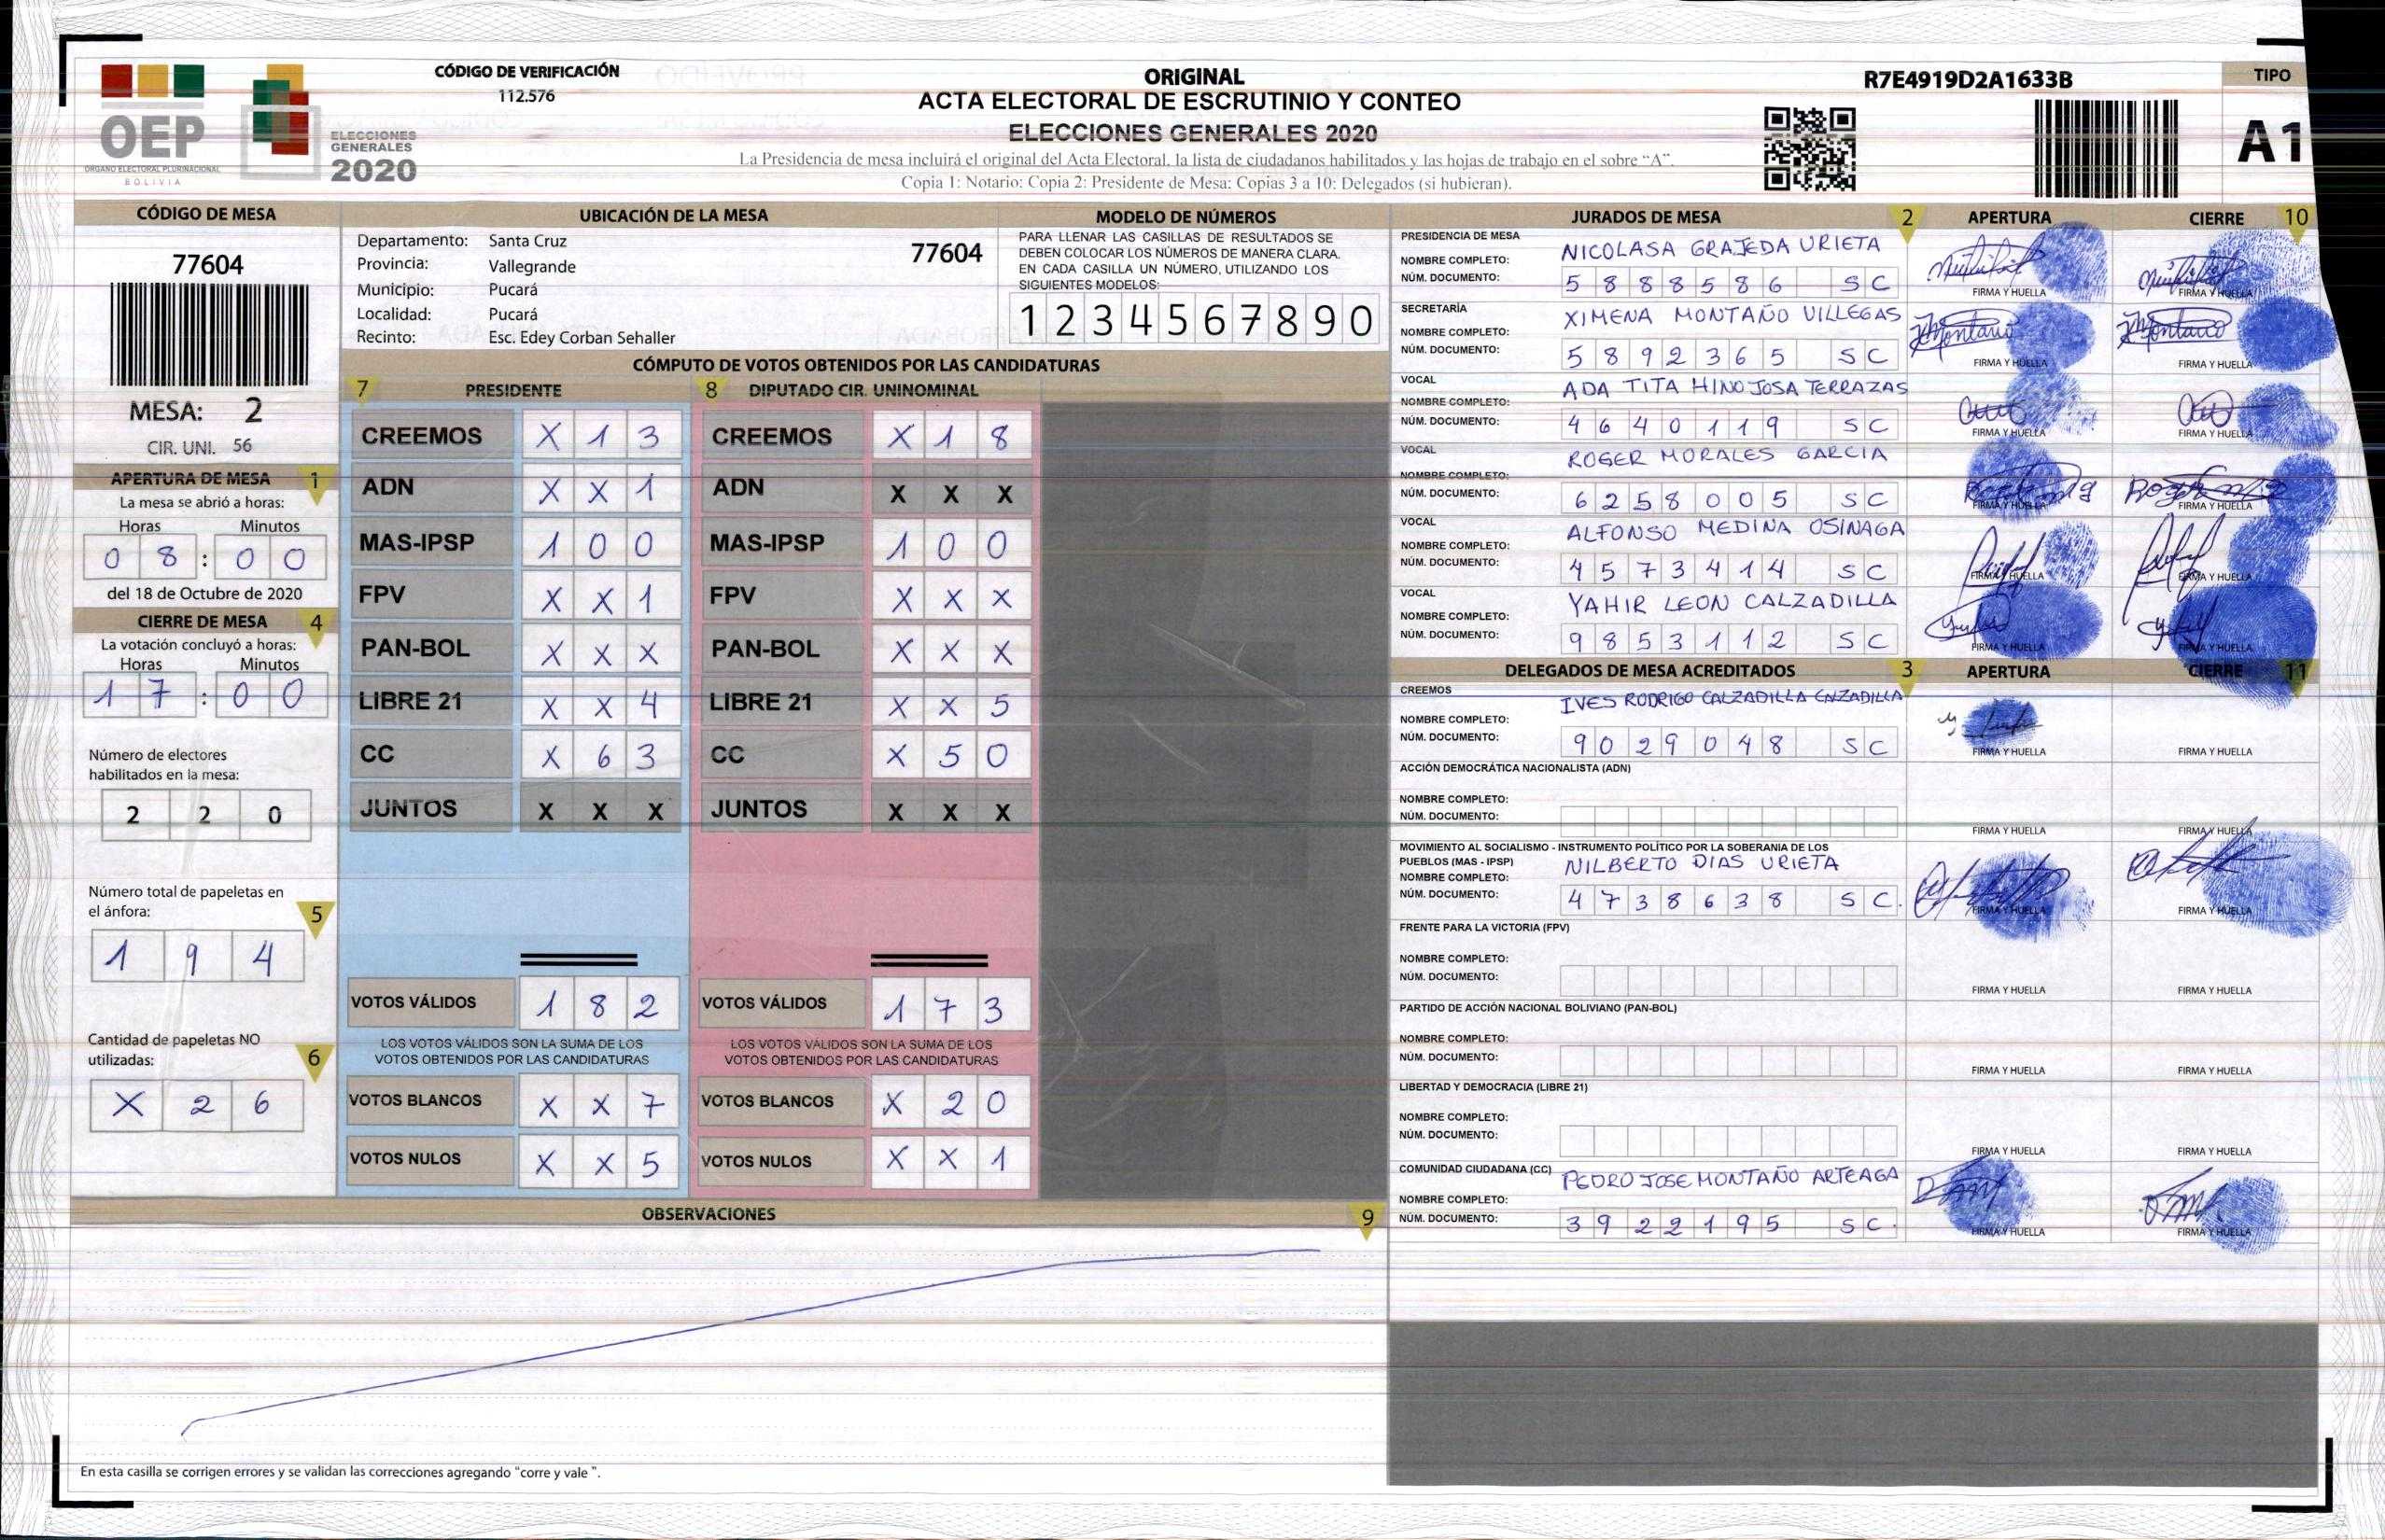 OEP
ORGANO ELECTORAL PLURINACIONAL
BOLIVIA
ELECCIONES
GENERALES
2020
CÓDIGO DE VERIFICACIÓN
112.576
ORIGINAL
ACTA ELECTORAL DE ESCRUTINIO Y CONTEO
ELECCIONES GENERALES 2020
La Presidencia de mesa incluirá el original del Acta Electoral, la lista de ciudadanos habilitados y las hojas de trabajo en el sobre “A”.
Copia 1: Notario: Copia 2: Presidente de Mesa: Copias 3 a 10: Delegados (si hubieran).
R7E4919D2A1633B
TIPO
A1
CÓDIGO DE MESA
77604
MESA: 2
CIR. UNI. 56
APERTURA DE MESA 1
La mesa se abrió a horas:
Horas Minutos
0 8 : 0 0
del 18 de Octubre de 2020
CIERRE DE MESA 4
La votación concluyó a horas:
Horas Minutos
1 7 : 0 0
Número de electores
habilitados en la mesa:
2 2 0
Número total de papeletas en
el ánfora: 5
1 9 4
Cantidad de papeletas NO
utilizadas: 6
X 2 6
UBICACIÓN DE LA MESA
Departamento: Santa Cruz 77604
Provincia: Vallegrande
Municipio: Pucará
Localidad: Pucará
Recinto: Esc. Edey Corban Sehaller
MODELO DE NÚMEROS
PARA LLENAR LAS CASILLAS DE RESULTADOS SE
DEBEN COLOCAR LOS NÚMEROS DE MANERA CLARA.
EN CADA CASILLA UN NÚMERO, UTILIZANDO LOS
SIGUIENTES MODELOS:
1 2 3 4 5 6 7 8 9 0
CÓMPUTO DE VOTOS OBTENIDOS POR LAS CANDIDATURAS
7 PRESIDENTE 8 DIPUTADO CIR. UNINOMINAL
CREEMOS X 1 3 CREEMOS X 1 8
ADN X X 1 ADN X X X
MAS-IPSP 1 0 0 MAS-IPSP 1 0 0
FPV X X 1 FPV X X X
PAN-BOL X X X PAN-BOL X X X
LIBRE 21 X X 4 LIBRE 21 X X 5
CC X 6 3 CC X 5 0
JUNTOS X X X JUNTOS X X X
VOTOS VÁLIDOS 1 8 2 VOTOS VÁLIDOS 1 7 3
LOS VOTOS VÁLIDOS SON LA SUMA DE LOS LOS VOTOS VÁLIDOS SON LA SUMA DE LOS
VOTOS OBTENIDOS POR LAS CANDIDATURAS VOTOS OBTENIDOS POR LAS CANDIDATURAS
VOTOS BLANCOS X X 7 VOTOS BLANCOS X 2 0
VOTOS NULOS X X 5 VOTOS NULOS X X 1
OBSERVACIONES 9
En esta casilla se corrigen errores y se validan las correcciones agregando "corre y vale ".
JURADOS DE MESA 2 APERTURA CIERRE 10
PRESIDENCIA DE MESA
NOMBRE COMPLETO: NICOLASA GRAJEDA URIETA
NÚM. DOCUMENTO: 5 8 8 8 5 8 6 S C FIRMA Y HUELLA FIRMA Y HUELLA
SECRETARÍA
NOMBRE COMPLETO: XIMENA MONTAÑO VILLEGAS
NÚM. DOCUMENTO: 5 8 9 2 3 6 5 S C FIRMA Y HUELLA FIRMA Y HUELLA
VOCAL
NOMBRE COMPLETO: ADA TITA HINOJOSA TERRAZAS
NÚM. DOCUMENTO: 4 6 4 0 1 1 9 S C FIRMA Y HUELLA FIRMA Y HUELLA
VOCAL
NOMBRE COMPLETO: ROGER MORALES GARCIA
NÚM. DOCUMENTO: 6 2 5 8 0 0 5 S C FIRMA Y HUELLA FIRMA Y HUELLA
VOCAL
NOMBRE COMPLETO: ALFONSO MEDINA OSINAGA
NÚM. DOCUMENTO: 4 5 7 3 4 1 4 S C FIRMA Y HUELLA FIRMA Y HUELLA
VOCAL
NOMBRE COMPLETO: YAHIR LEON CALZADILLA
NÚM. DOCUMENTO: 9 8 5 3 1 1 2 S C FIRMA Y HUELLA FIRMA Y HUELLA
DELEGADOS DE MESA ACREDITADOS 3 APERTURA CIERRE 11
CREEMOS
NOMBRE COMPLETO: IVES RODRIGO CALZADILLA CALZADILLA
NÚM. DOCUMENTO: 9 0 2 9 0 4 8 S C FIRMA Y HUELLA FIRMA Y HUELLA
ACCIÓN DEMOCRÁTICA NACIONALISTA (ADN)
NOMBRE COMPLETO:
NÚM. DOCUMENTO: FIRMA Y HUELLA FIRMA Y HUELLA
MOVIMIENTO AL SOCIALISMO - INSTRUMENTO POLÍTICO POR LA SOBERANIA DE LOS
PUEBLOS (MAS - IPSP)
NOMBRE COMPLETO: NILBERTO DIAS URIETA
NÚM. DOCUMENTO: 4 7 3 8 6 3 8 S C. FIRMA Y HUELLA FIRMA Y HUELLA
FRENTE PARA LA VICTORIA (FPV)
NOMBRE COMPLETO:
NÚM. DOCUMENTO: FIRMA Y HUELLA FIRMA Y HUELLA
PARTIDO DE ACCIÓN NACIONAL BOLIVIANO (PAN-BOL)
NOMBRE COMPLETO:
NÚM. DOCUMENTO: FIRMA Y HUELLA FIRMA Y HUELLA
LIBERTAD Y DEMOCRACIA (LIBRE 21)
NOMBRE COMPLETO:
NÚM. DOCUMENTO: FIRMA Y HUELLA FIRMA Y HUELLA
COMUNIDAD CIUDADANA (CC)
NOMBRE COMPLETO: PEDRO JOSE MONTAÑO ARTEAGA
NÚM. DOCUMENTO: 3 9 2 2 1 9 5 S C. FIRMA Y HUELLA FIRMA Y HUELLA